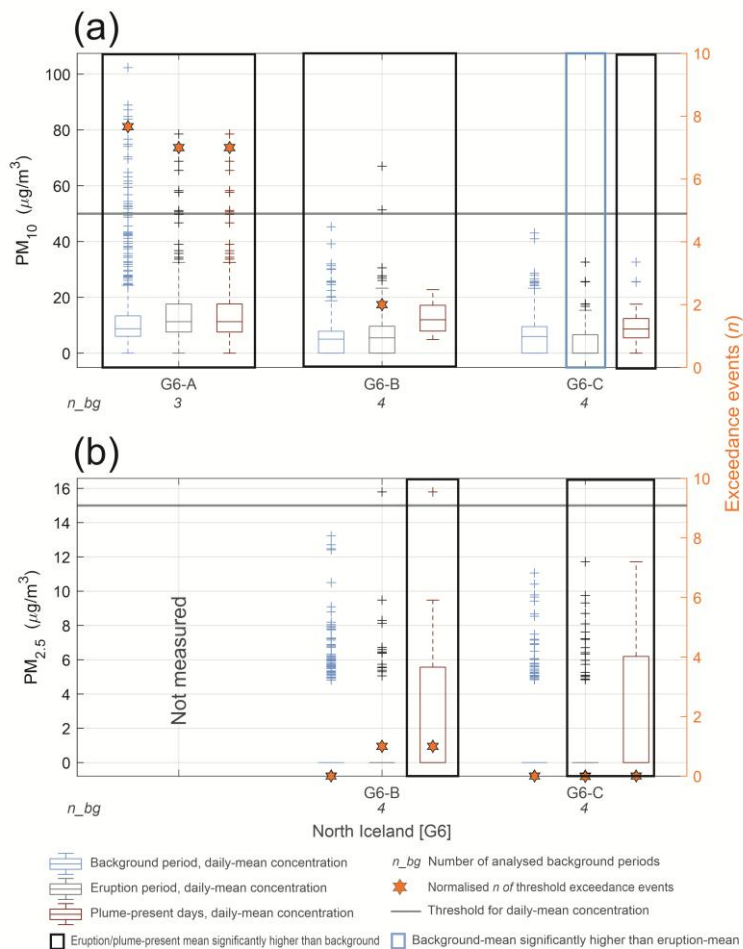 (a)
100
80
60
40
20
0
PM10 (µg/m³)
10
8
6
4
2
0
G6-A G6-B G6-C
n_bg 3 4 4
Exceedance events (n)
(b)
16
14
12
10
8
6
4
2
0
PM2.5 (µg/m³)
Not measured
10
8
6
4
2
0
G6-B G6-C
n_bg 4 4
North Iceland [G6]
Background period, daily-mean concentration
Eruption period, daily-mean concentration
Plume-present days, daily-mean concentration
Eruption/plume-present mean significantly higher than background
n_bg Number of analysed background periods
Normalised n of threshold exceedance events
Threshold for daily-mean concentration
Background-mean significantly higher than eruption-mean